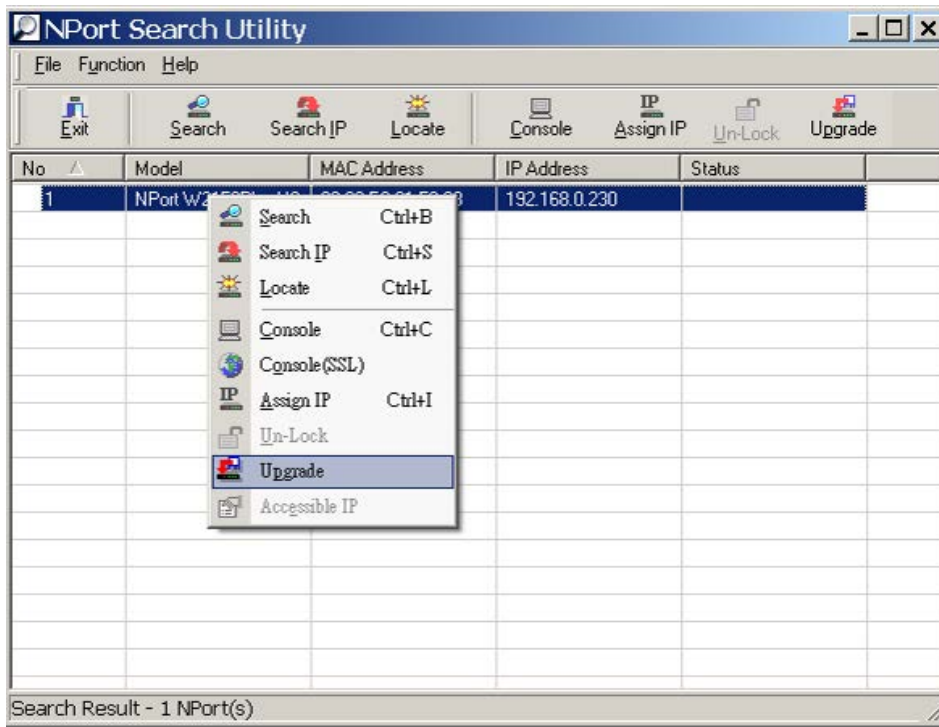 NPort Search Utility
File Function Help
Exit Search Search IP Locate Console Assign IP Un-Lock Upgrade
No Model MAC Address IP Address Status
1 NPort 192.168.0.230
Search Ctrl+B
Search IP Ctrl+S
Locate Ctrl+L
Console Ctrl+C
Console(SSL)
Assign IP Ctrl+I
Un-Lock
Upgrade
Accessible IP
Search Result - 1 NPort(s)